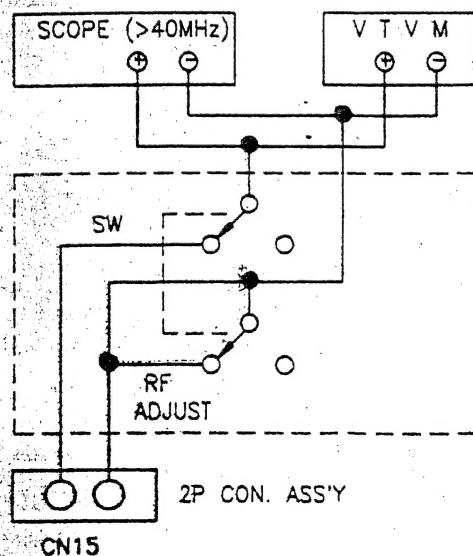 SCOPE (>40MHz)
V T V M
+ -
+ -
SW
RF
ADJUST
2P CON. ASS'Y
CN15